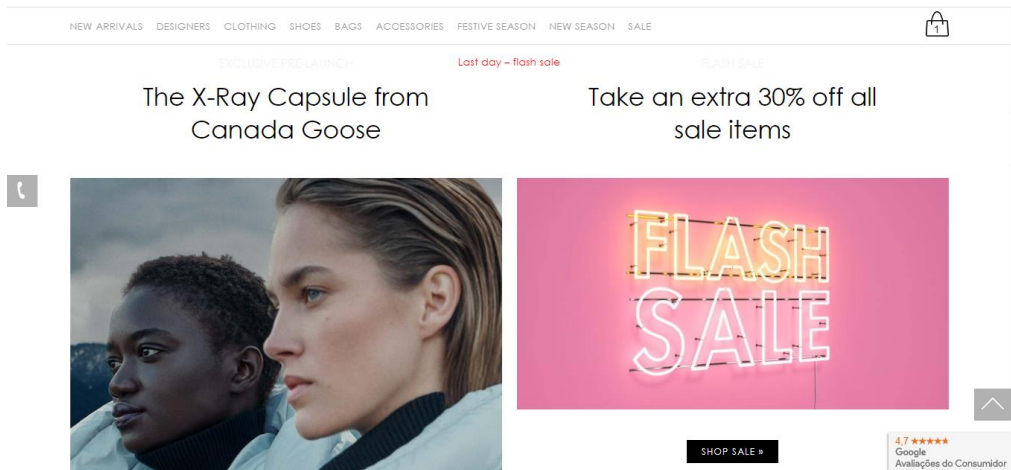 NEW ARRIVALS DESIGNERS CLOTHING SHOES BAGS ACCESSORIES FESTIVE SEASON NEW SEASON SALE
1
Last day – flash sale
EXCLUSIVE PRE-LAUNCH
The X-Ray Capsule from
Canada Goose
FLASH SALE
Take an extra 30% off all
sale items
FLASH
SALE
SHOP SALE »
4,7 ★★★★★
Google
Avaliações do Consumidor